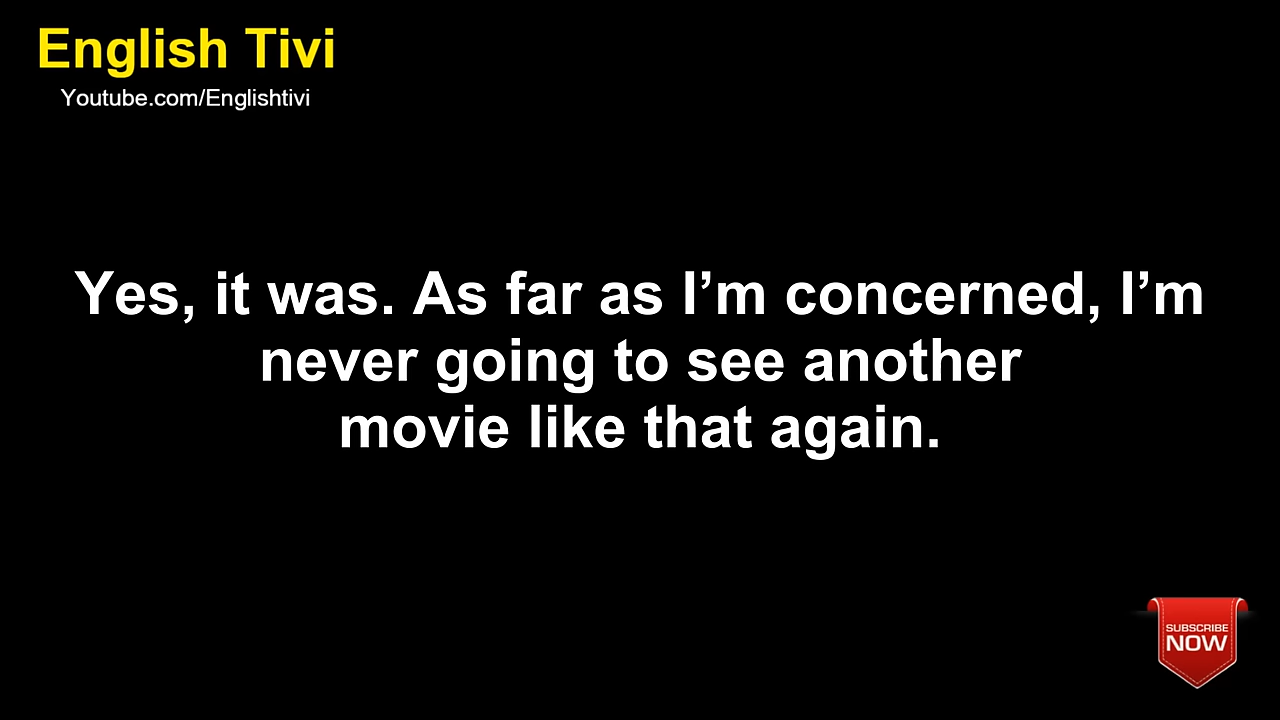 English Tivi
Youtube.com/Englishtivi
Yes, it was. As far as I’m concerned, I’m
never going to see another
movie like that again.
SUBSCRIBE
NOW